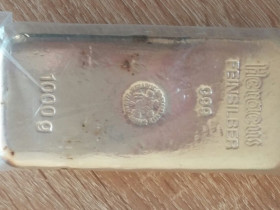 Heraeus
FEINSILBER
999
1000 g